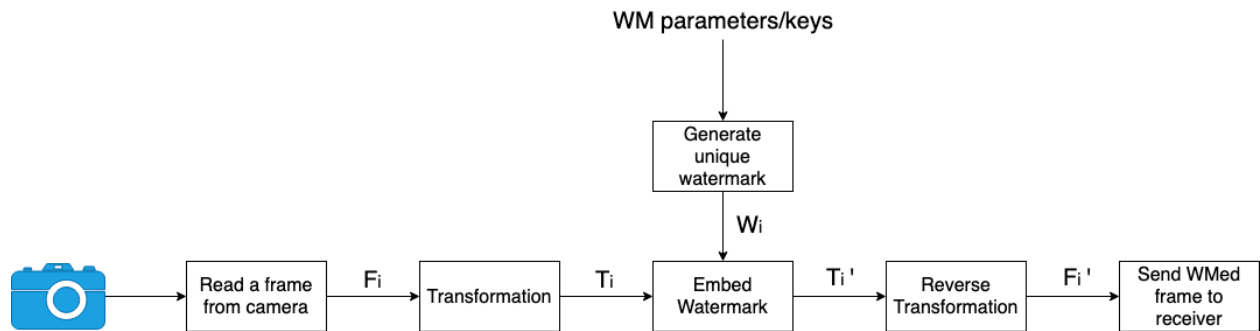 WM parameters/keys
Generate
unique
watermark
Wi
Read a frame
from camera
Fi
Transformation
Ti
Embed
Watermark
Ti'
Reverse
Transformation
Fi'
Send WMed
frame to
receiver